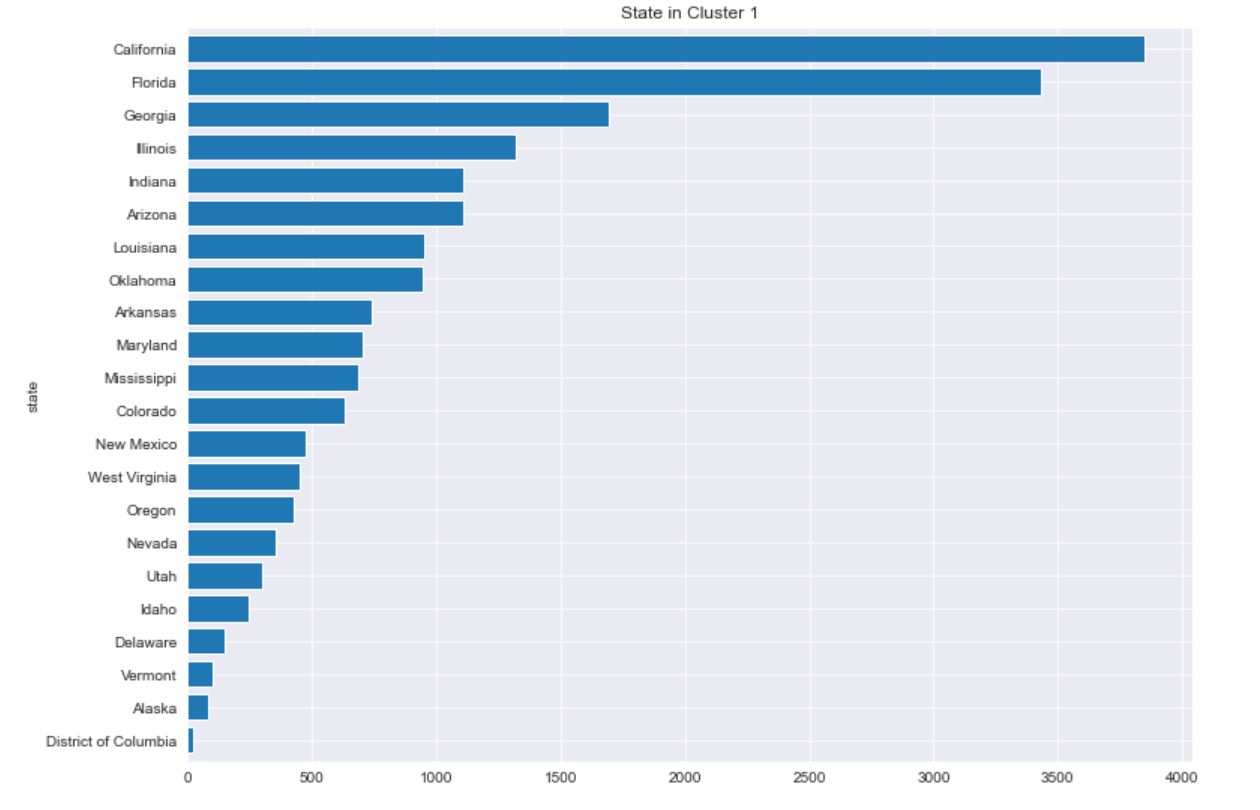 State in Cluster 1
California
Florida
Georgia
Illinois
Indiana
Arizona
Louisiana
Oklahoma
Arkansas
Maryland
Mississippi
Colorado
New Mexico
West Virginia
Oregon
Nevada
Utah
Idaho
Delaware
Vermont
Alaska
District of Columbia
state
0 500 1000 1500 2000 2500 3000 3500 4000